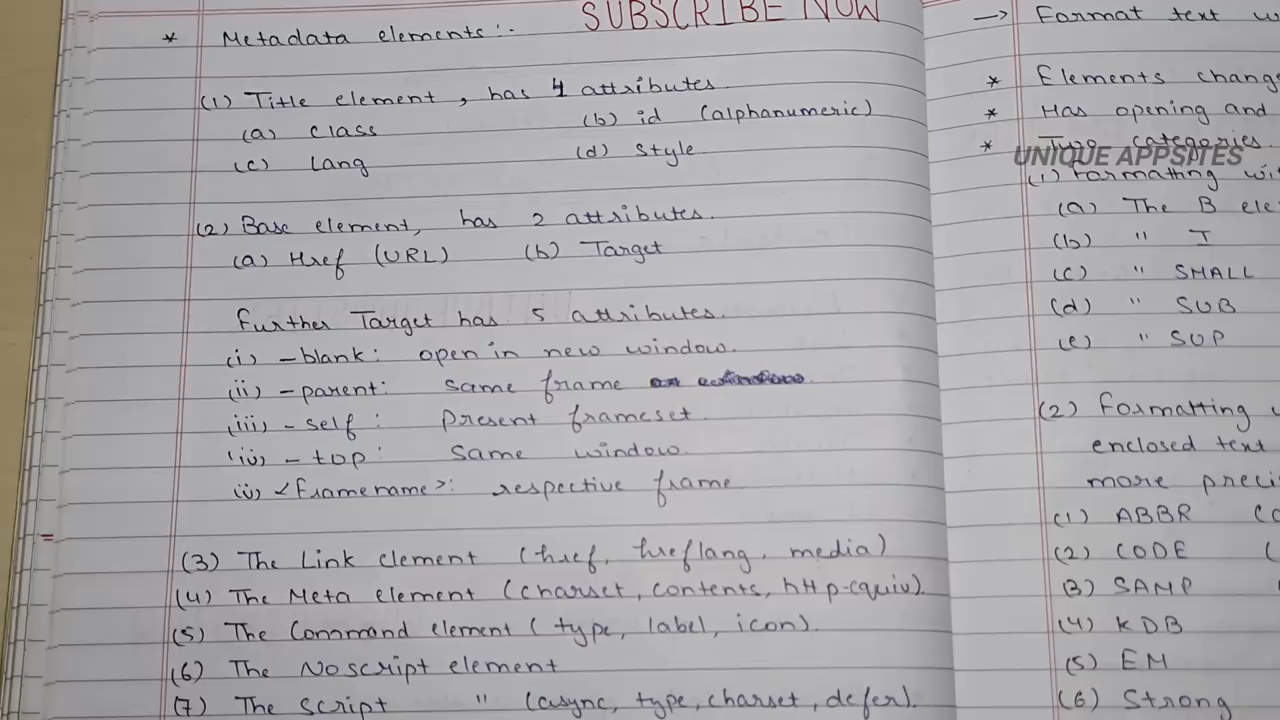 SUBSCRIBE NOW
* Metadata elements :-
(1) Title element, has 4 attributes.
(a) class (b) id (alphanumeric)
(c) Lang (d) Style
(2) Base element, has 2 attributes.
(a) Href (URL) (b) Target
Further Target has 5 attributes.
(i) -blank: open in new window.
(ii) -parent: same frame
(iii) -self: present frameset.
(iv) -top: same window.
(v) <framename>: respective frame.
=
(3) The Link element (href, hreflang, media)
(4) The Meta element (charset, contents, http-equiv).
(5) The Command element (type, label, icon).
(6) The Noscript element
(7) The Script " (async, type, charset, defer).
→ Format text
* Elements chang
* Has opening and
* Two categories.
UNIQUE APPSITES
(1) Formatting wi
(a) The B ele
(b) " I
(c) " SMALL
(d) " SUB
(e) " SUP
(2) Formatting
enclosed text
more preci
(1) ABBR (
(2) CODE (
(3) SAMP
(4) KDB
(5) EM
(6) Strong